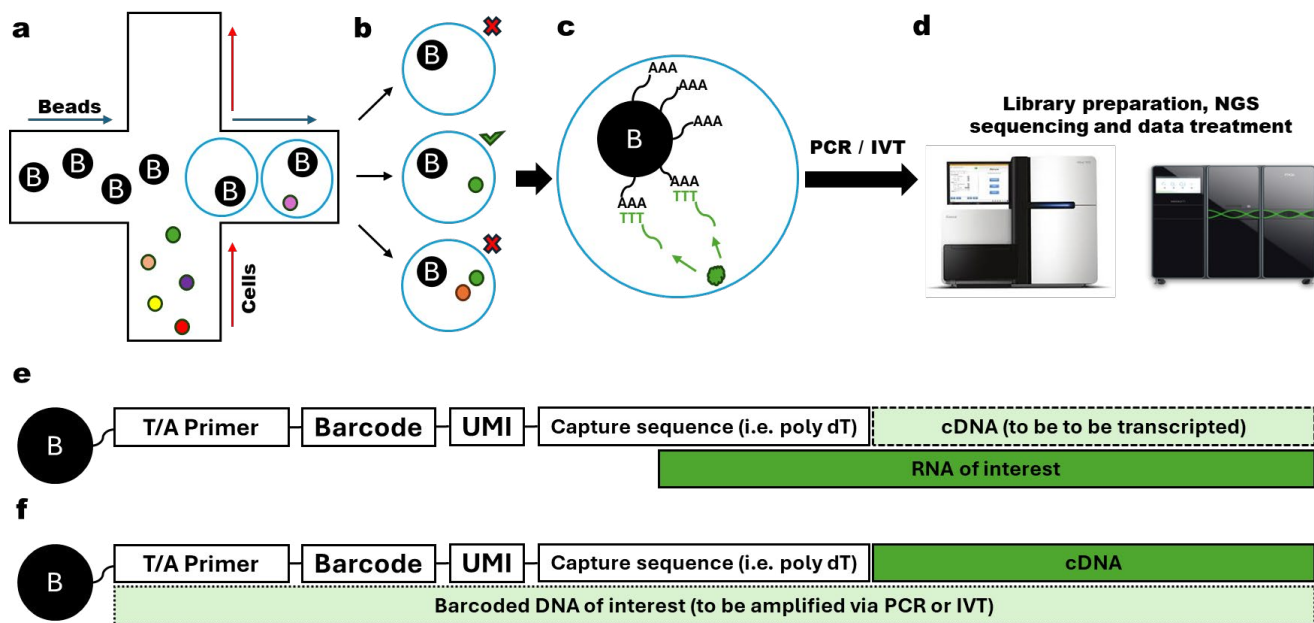 a
b
c
d
Beads
B
B
B
B
B
B
Cells
B
B
B
AAA
AAA
AAA
B
AAA
AAA
TTT
TTT
PCR / IVT
Library preparation, NGS
sequencing and data treatment
e
B
T/A Primer
Barcode
UMI
Capture sequence (i.e. poly dT)
cDNA (to be to be transcripted)
RNA of interest
f
B
T/A Primer
Barcode
UMI
Capture sequence (i.e. poly dT)
cDNA
Barcoded DNA of interest (to be amplified via PCR or IVT)